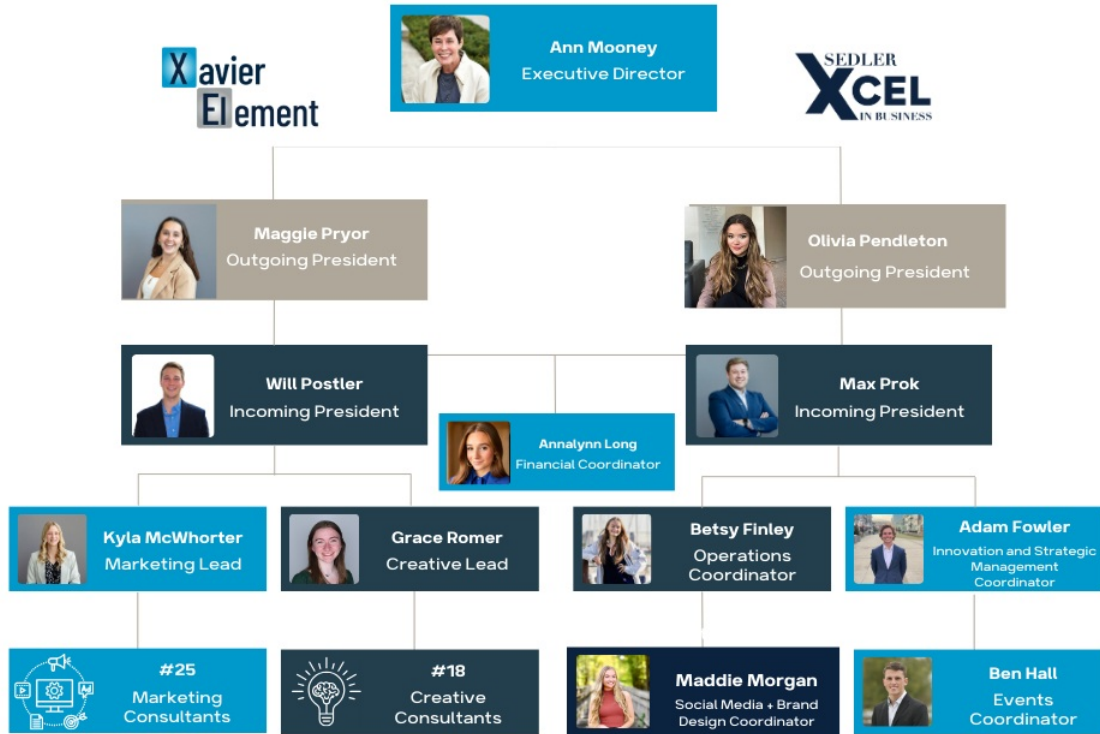 Ann Mooney
Executive Director
Xavier
Element
SEDLER
XCEL
IN BUSINESS
Maggie Pryor
Outgoing President
Olivia Pendleton
Outgoing President
Will Postler
Incoming President
Max Prok
Incoming President
Annalynn Long
Financial Coordinator
Kyla McWhorter
Marketing Lead
Grace Romer
Creative Lead
Betsy Finley
Operations
Coordinator
Adam Fowler
Innovation and Strategic
Management
Coordinator
#25
Marketing
Consultants
#18
Creative
Consultants
Maddie Morgan
Social Media + Brand
Design Coordinator
Ben Hall
Events
Coordinator